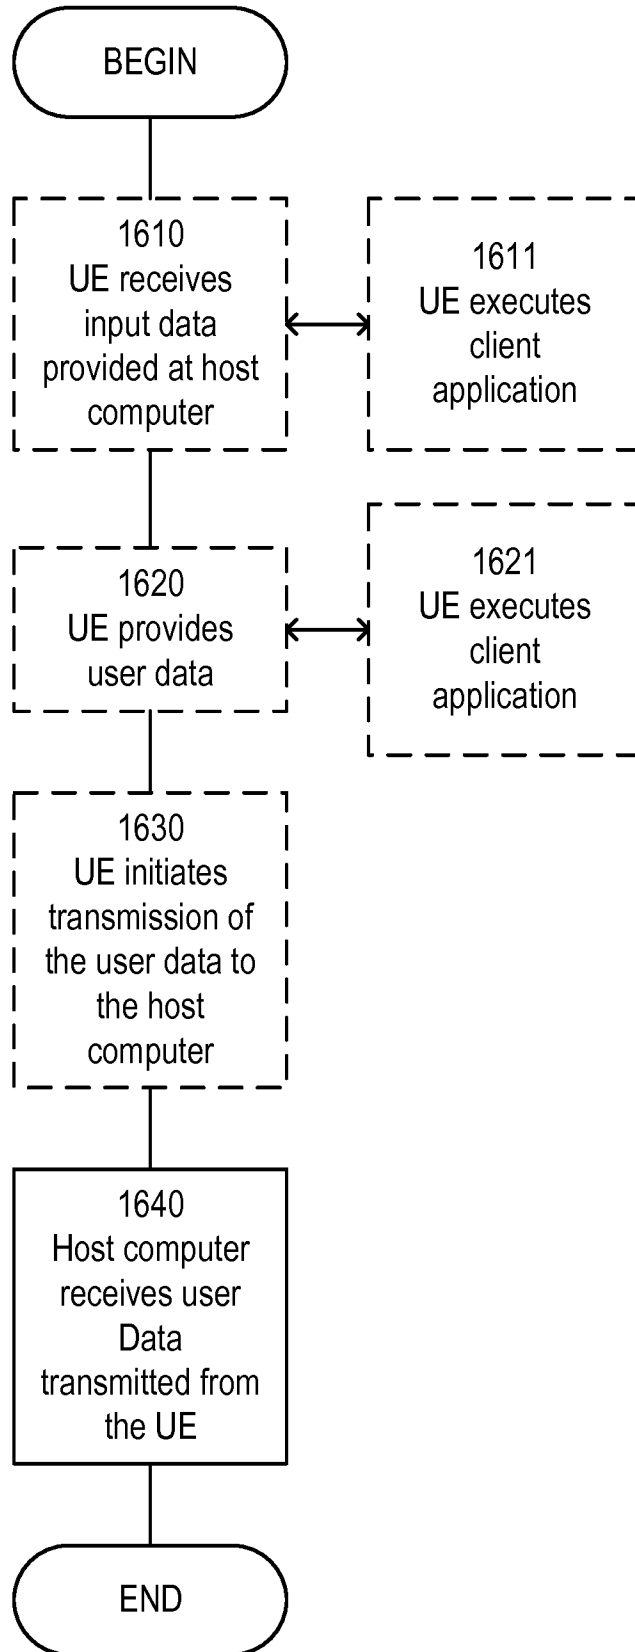 BEGIN
1610
UE receives
input data
provided at host
computer
1611
UE executes
client
application
1620
UE provides
user data
1621
UE executes
client
application
1630
UE initiates
transmission of
the user data to
the host
computer
1640
Host computer
receives user
Data
transmitted from
the UE
END